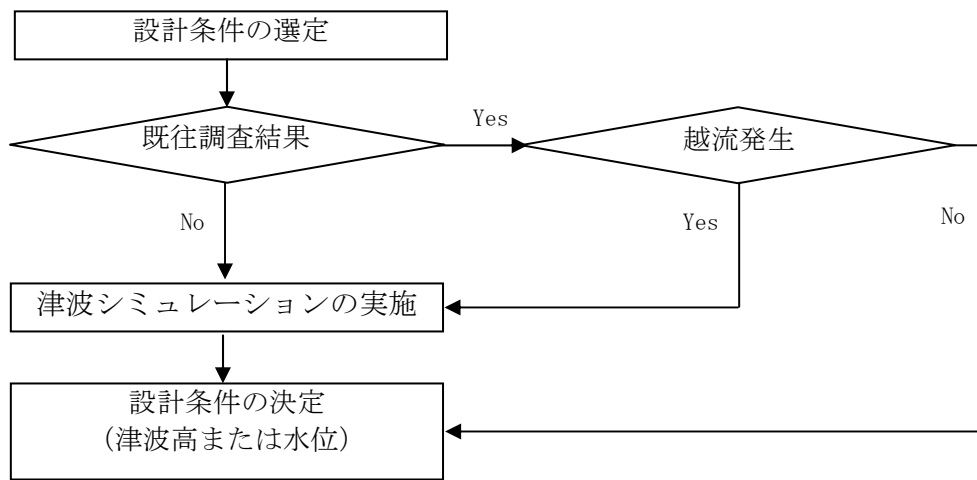 設計条件の選定
既往調査結果
Yes
越流発生
No
Yes
No
津波シミュレーションの実施
設計条件の決定
（津波高または水位）